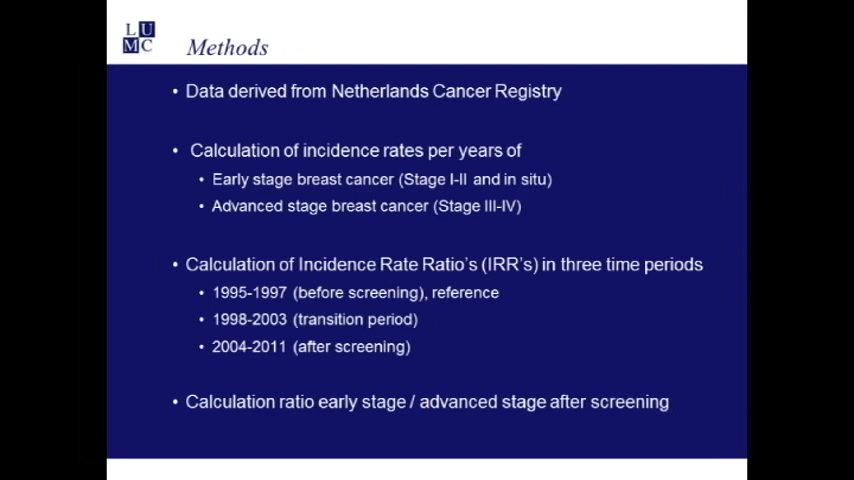 LU
MC
Methods
• Data derived from Netherlands Cancer Registry
• Calculation of incidence rates per years of
• Early stage breast cancer (Stage I-II and in situ)
• Advanced stage breast cancer (Stage III-IV)
• Calculation of Incidence Rate Ratio's (IRR's) in three time periods
• 1995-1997 (before screening), reference
• 1998-2003 (transition period)
• 2004-2011 (after screening)
• Calculation ratio early stage / advanced stage after screening